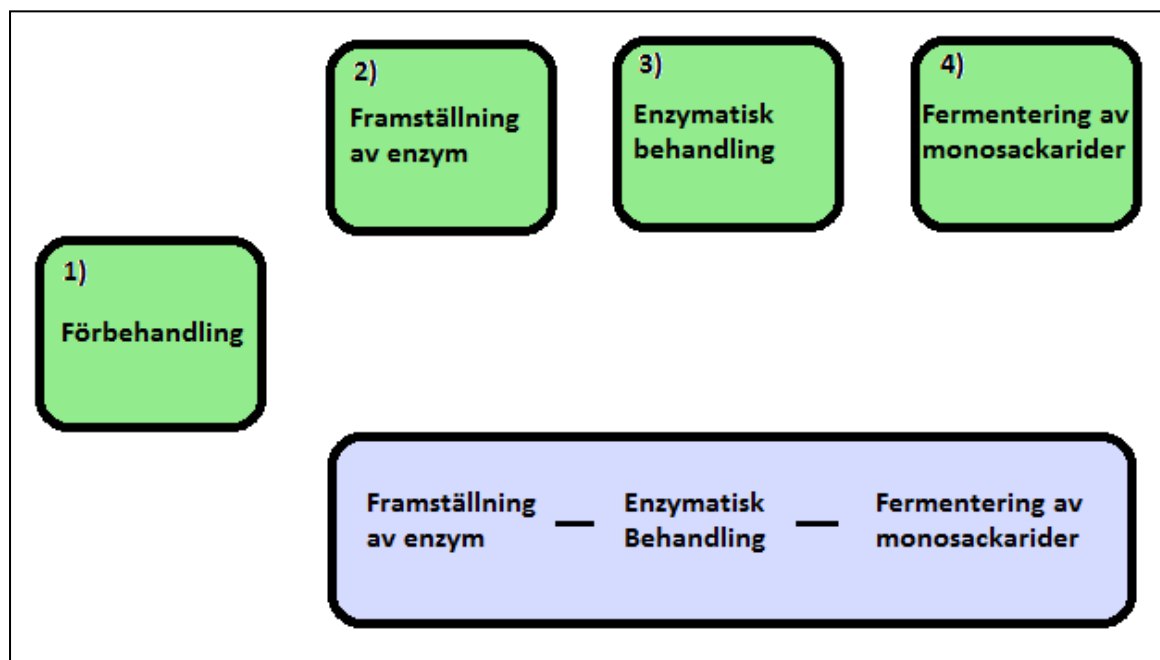 1)
Förbehandling
2)
Framställning
av enzym
3)
Enzymatisk
behandling
4)
Fermentering av
monosackarider
Framställning
av enzym
Enzymatisk
Behandling
Fermentering av
monosackarider